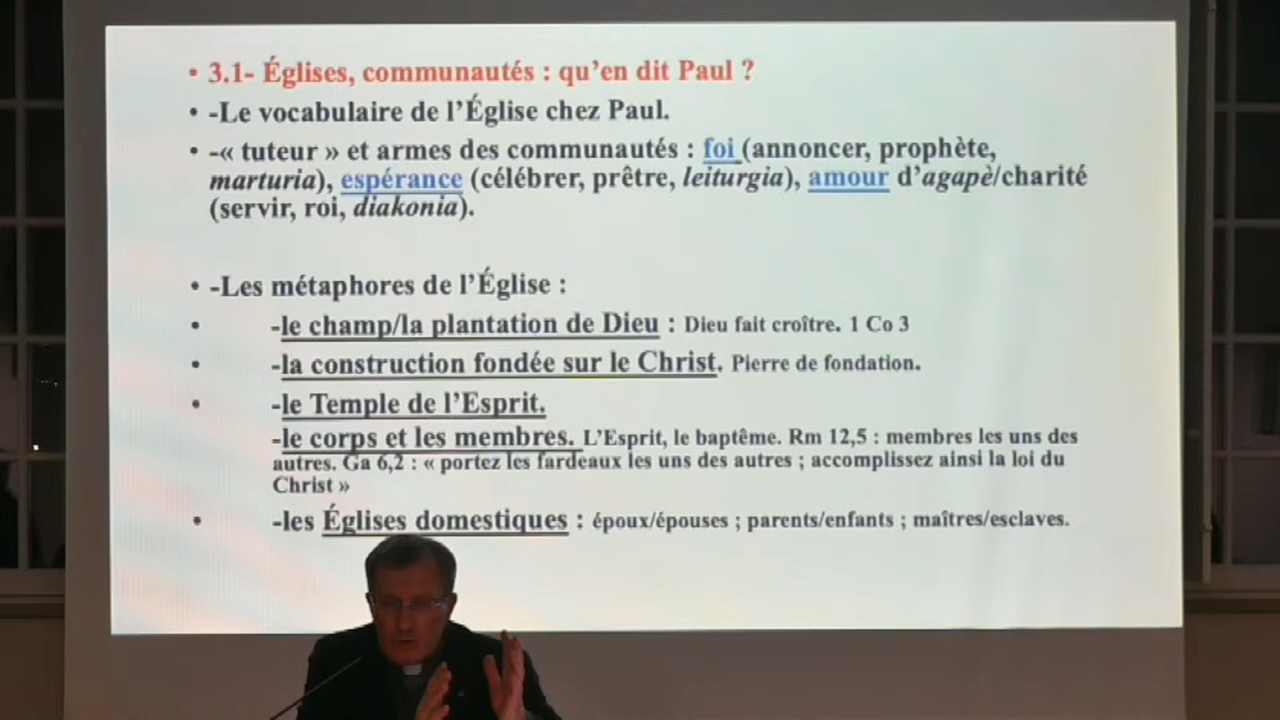 • 3.1- Églises, communautés : qu'en dit Paul ?
• -Le vocabulaire de l'Église chez Paul.
• -« tuteur » et armes des communautés : foi (annoncer, prophète,
marturia), espérance (célébrer, prêtre, leiturgia), amour d'agapè/charité
(servir, roi, diakonia).
• -Les métaphores de l'Église :
• -le champ/la plantation de Dieu : Dieu fait croître. 1 Co 3
• -la construction fondée sur le Christ. Pierre de fondation.
• -le Temple de l'Esprit.
-le corps et les membres. L'Esprit, le baptême. Rm 12,5 : membres les uns des
autres. Ga 6,2 : « portez les fardeaux les uns des autres ; accomplissez ainsi la loi du
Christ »
• -les Églises domestiques : époux/épouses ; parents/enfants ; maîtres/esclaves.